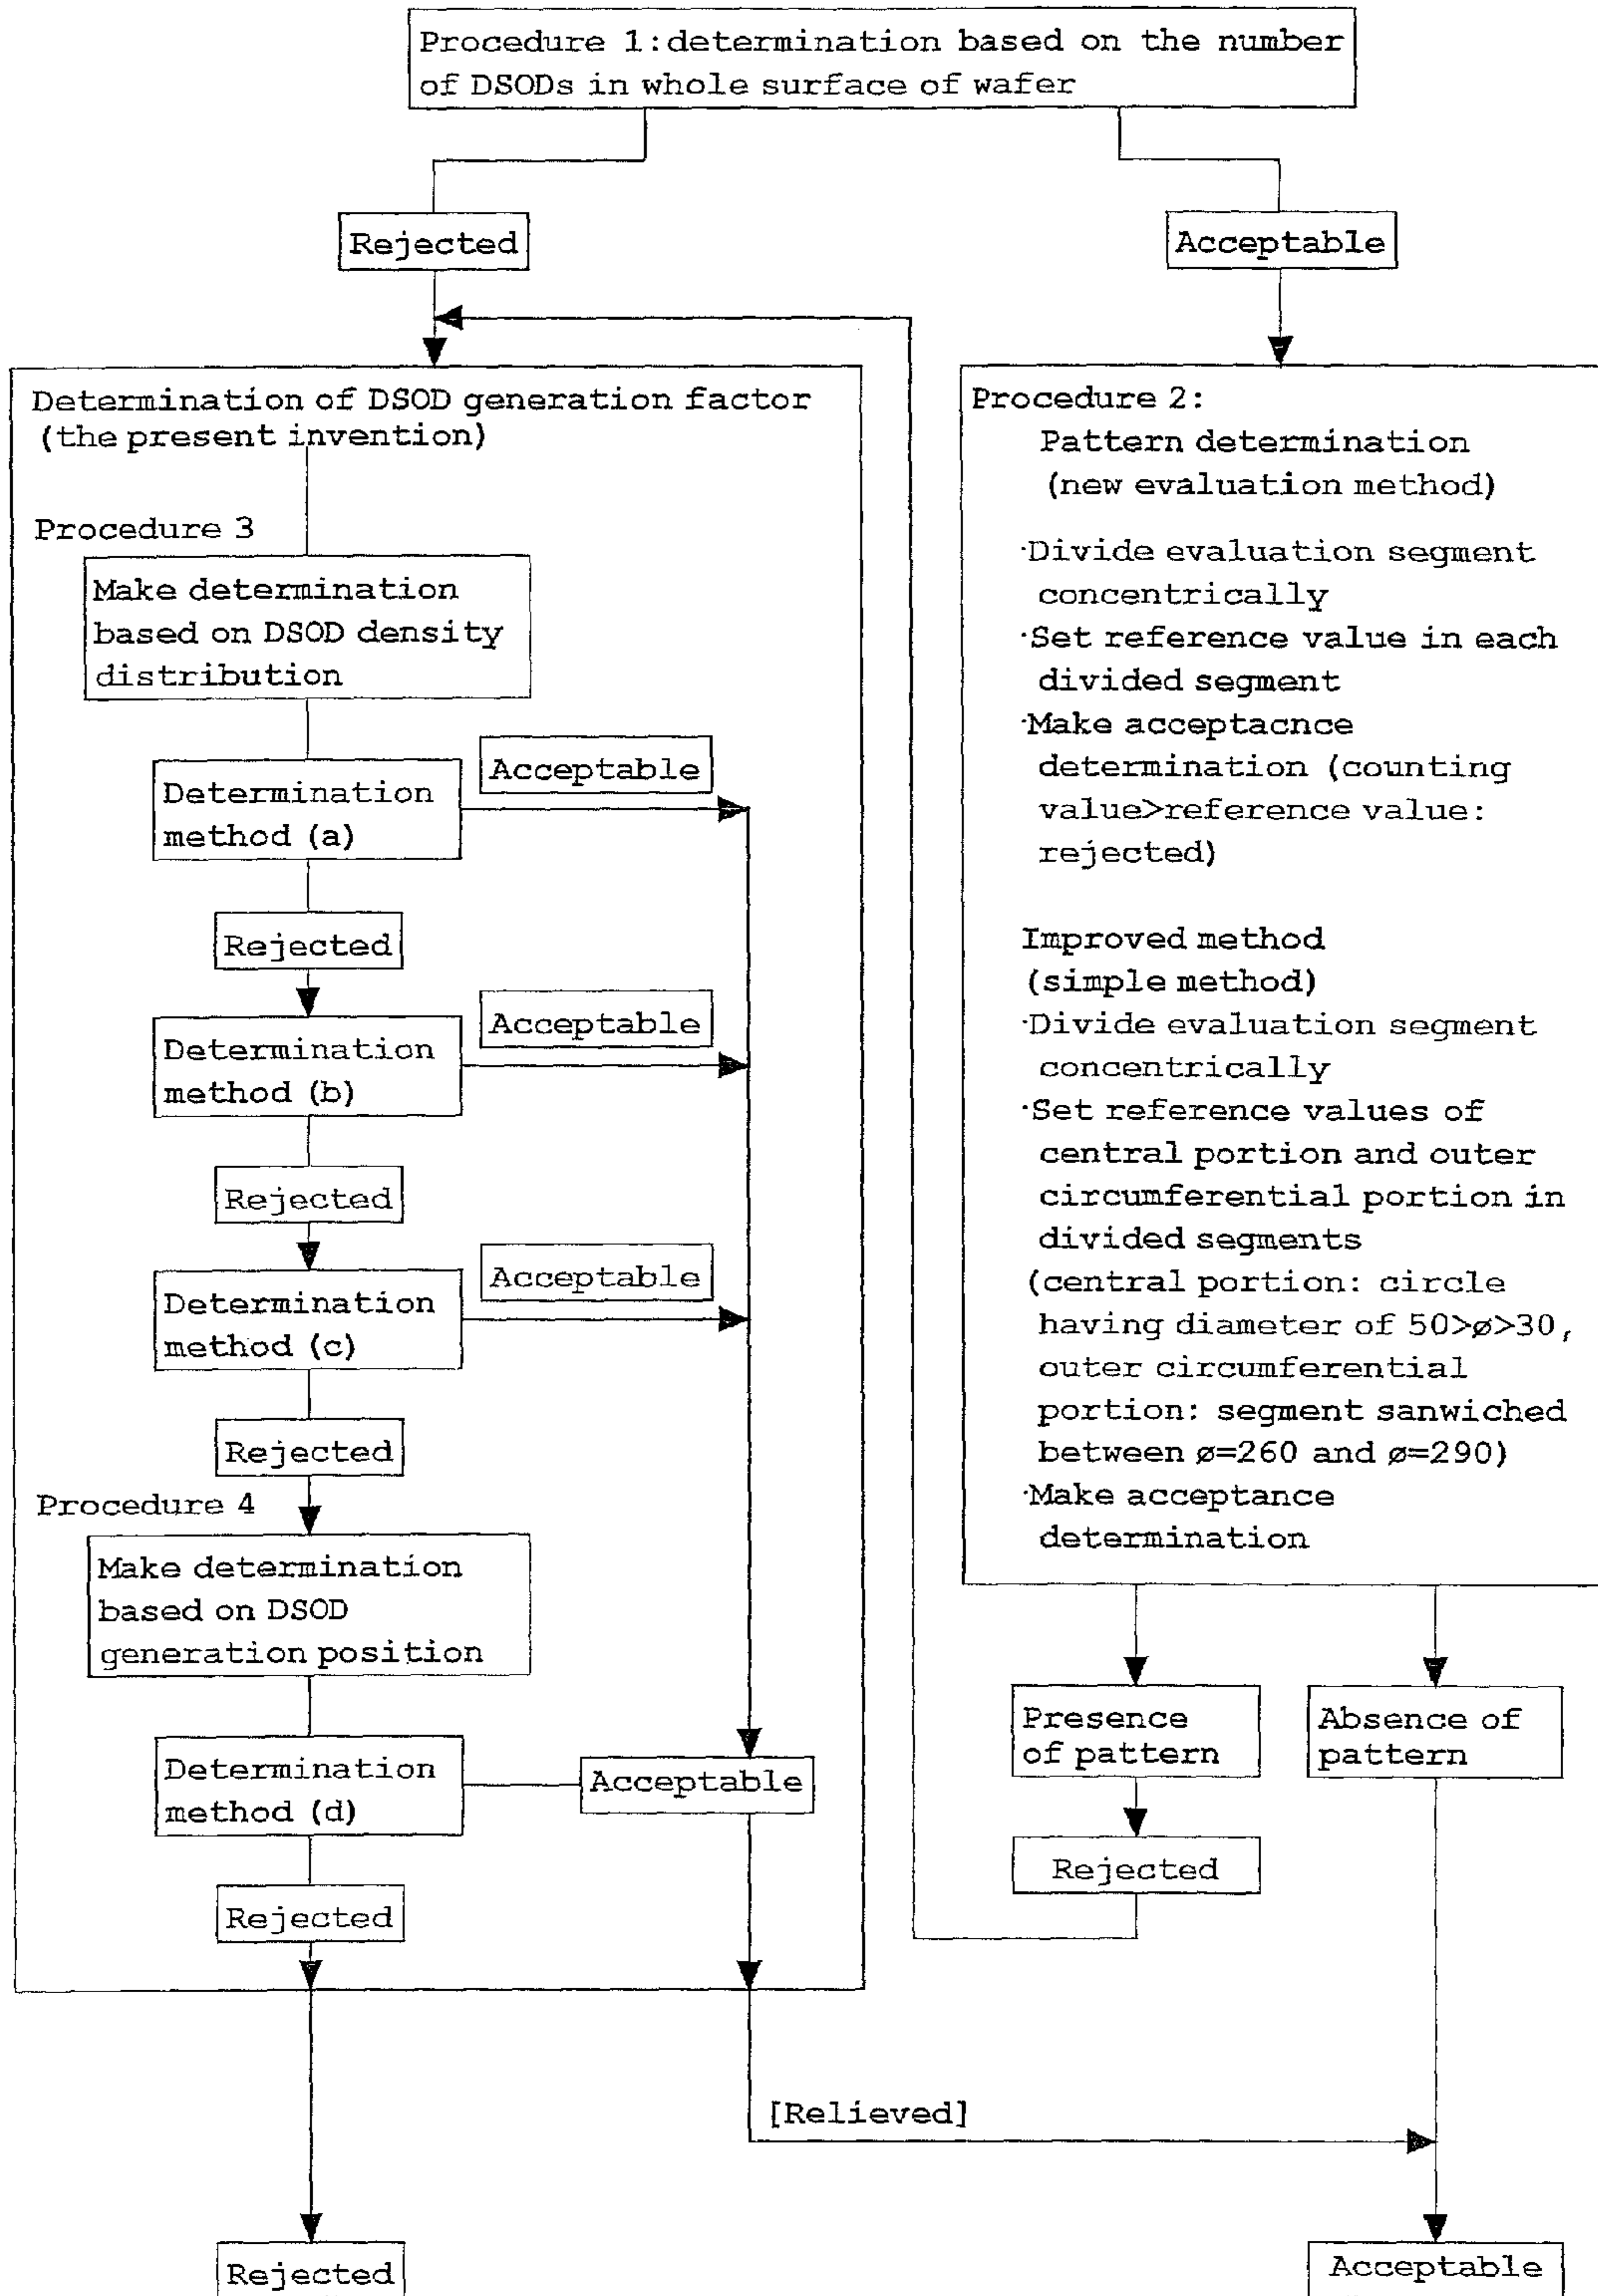 Procedure 1:determination based on the number
of DSODs in whole surface of wafer
Rejected
Acceptable
Determination of DSOD generation factor
(the present invention)
Procedure 3
Make determination
based on DSOD density
distribution
Determination
method (a)
Acceptable
Rejected
Determination
method (b)
Acceptable
Rejected
Determination
method (c)
Acceptable
Rejected
Procedure 4
Make determination
based on DSOD
generation position
Determination
method (d)
Acceptable
Rejected
Procedure 2:
Pattern determination
(new evaluation method)
·Divide evaluation segment
concentrically
·Set reference value in each
divided segment
·Make acceptacnce
determination (counting
value>reference value:
rejected)
Improved method
(simple method)
·Divide evaluation segment
concentrically
·Set reference values of
central portion and outer
circumferential portion in
divided segments
(central portion: circle
having diameter of 50>ø>30,
outer circumferential
portion: segment sanwiched
between ø=260 and ø=290)
·Make acceptance
determination
Presence
of pattern
Absence of
pattern
Rejected
[Relieved]
Rejected
Acceptable